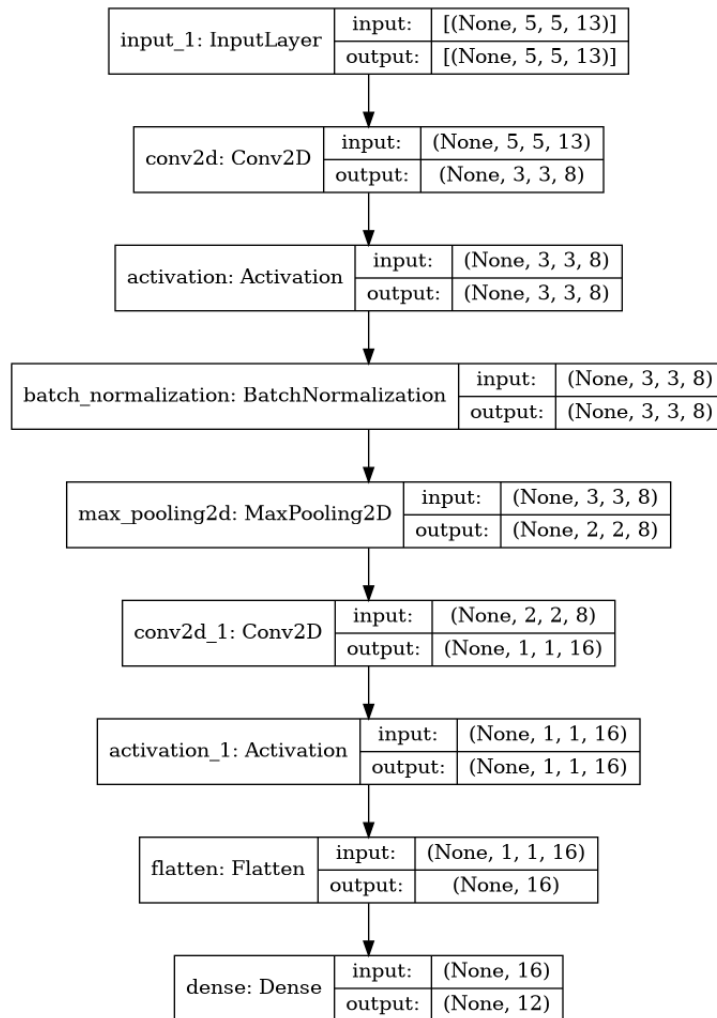 input_1: InputLayer
input: [(None, 5, 5, 13)]
output: [(None, 5, 5, 13)]
conv2d: Conv2D
input: (None, 5, 5, 13)
output: (None, 3, 3, 8)
activation: Activation
input: (None, 3, 3, 8)
output: (None, 3, 3, 8)
batch_normalization: BatchNormalization
input: (None, 3, 3, 8)
output: (None, 3, 3, 8)
max_pooling2d: MaxPooling2D
input: (None, 3, 3, 8)
output: (None, 2, 2, 8)
conv2d_1: Conv2D
input: (None, 2, 2, 8)
output: (None, 1, 1, 16)
activation_1: Activation
input: (None, 1, 1, 16)
output: (None, 1, 1, 16)
flatten: Flatten
input: (None, 1, 1, 16)
output: (None, 16)
dense: Dense
input: (None, 16)
output: (None, 12)